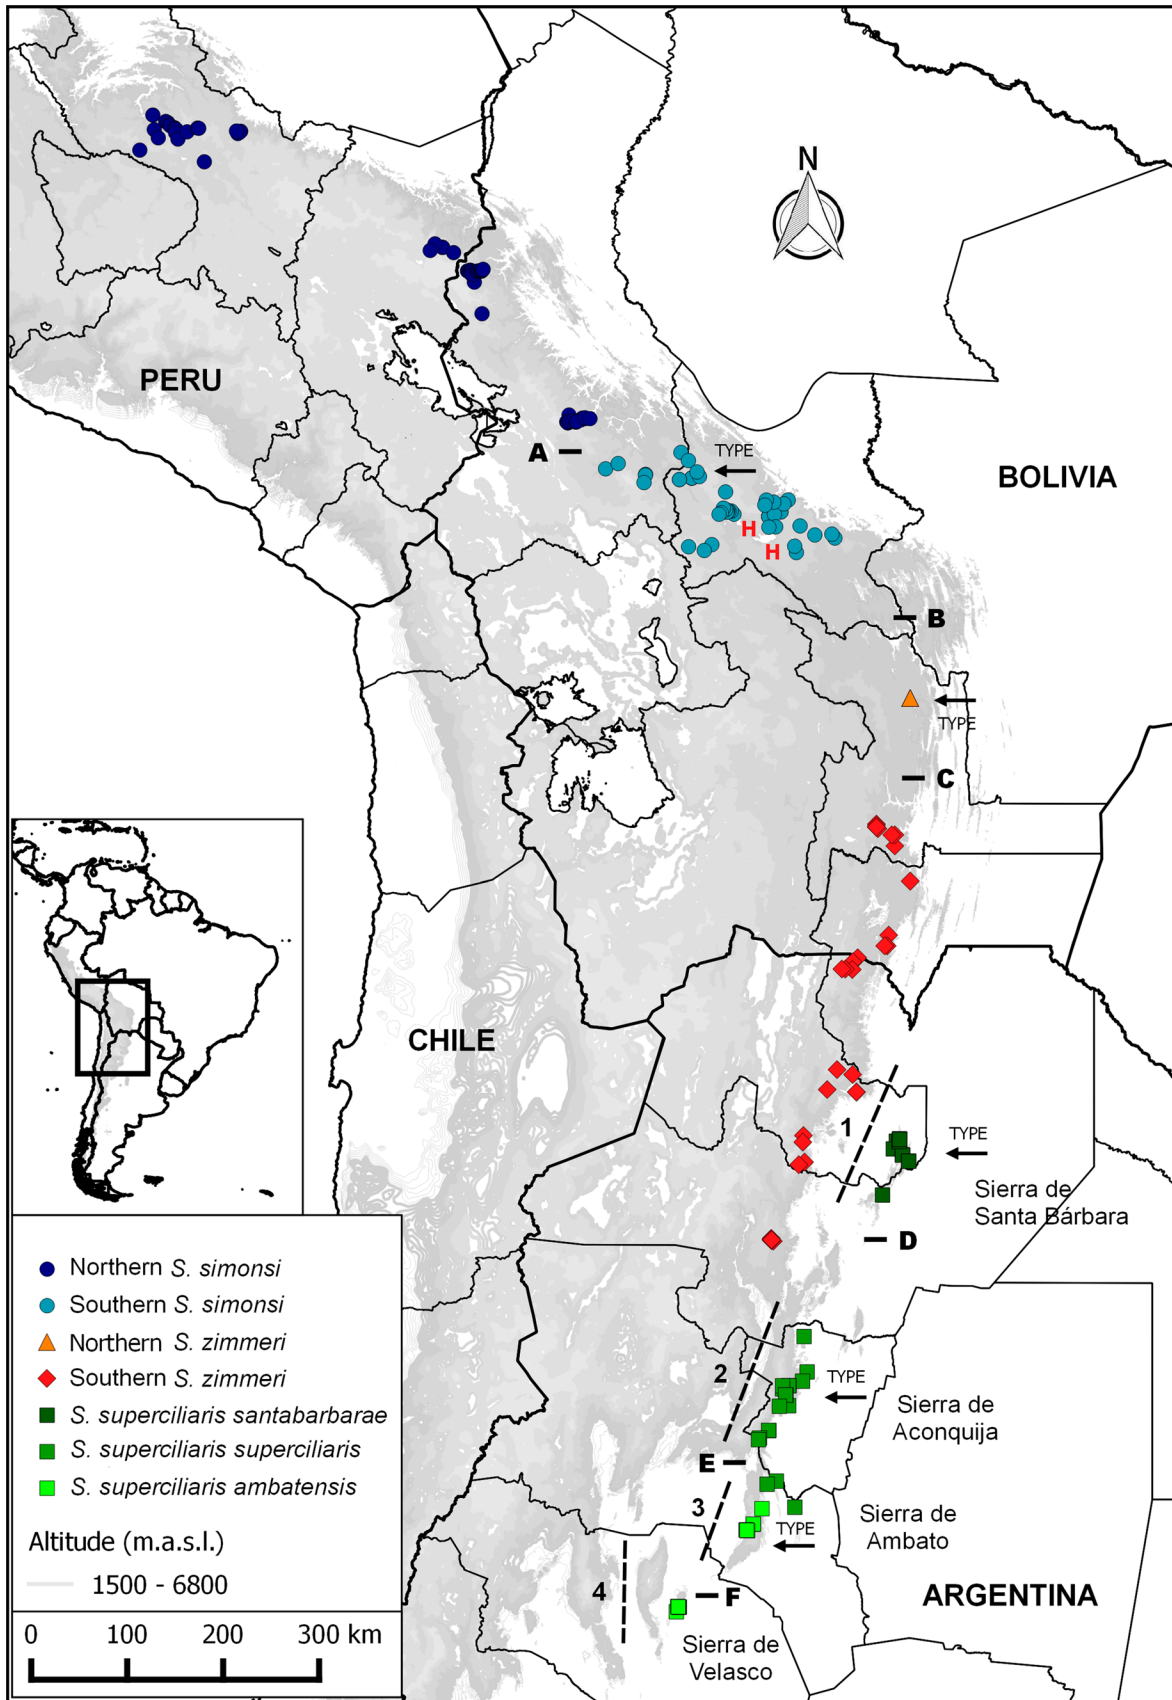 N
PERU
A
TYPE
BOLIVIA
H
H
B
TYPE
C
CHILE
1
TYPE
Sierra de
Santa Bárbara
D
2
TYPE
Sierra de
Aconquija
E
3
Sierra de
Ambato
TYPE
4
F
ARGENTINA
Sierra de
Velasco
Northern S. simonsi
Southern S. simonsi
Northern S. zimmeri
Southern S. zimmeri
S. superciliaris santabarbarae
S. superciliaris superciliaris
S. superciliaris ambatensis
Altitude (m.a.s.l.)
1500 - 6800
0 100 200 300 km